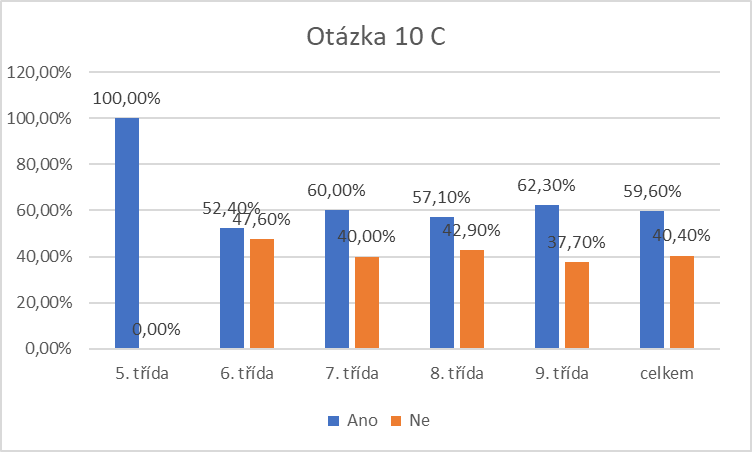 Otázka 10 C
120,00%
100,00%
80,00%
60,00%
40,00%
20,00%
0,00%
100,00%
0,00%
52,40%
47,60%
60,00%
40,00%
57,10%
42,90%
62,30%
37,70%
59,60%
40,40%
5. třída
6. třída
7. třída
8. třída
9. třída
celkem
Ano
Ne